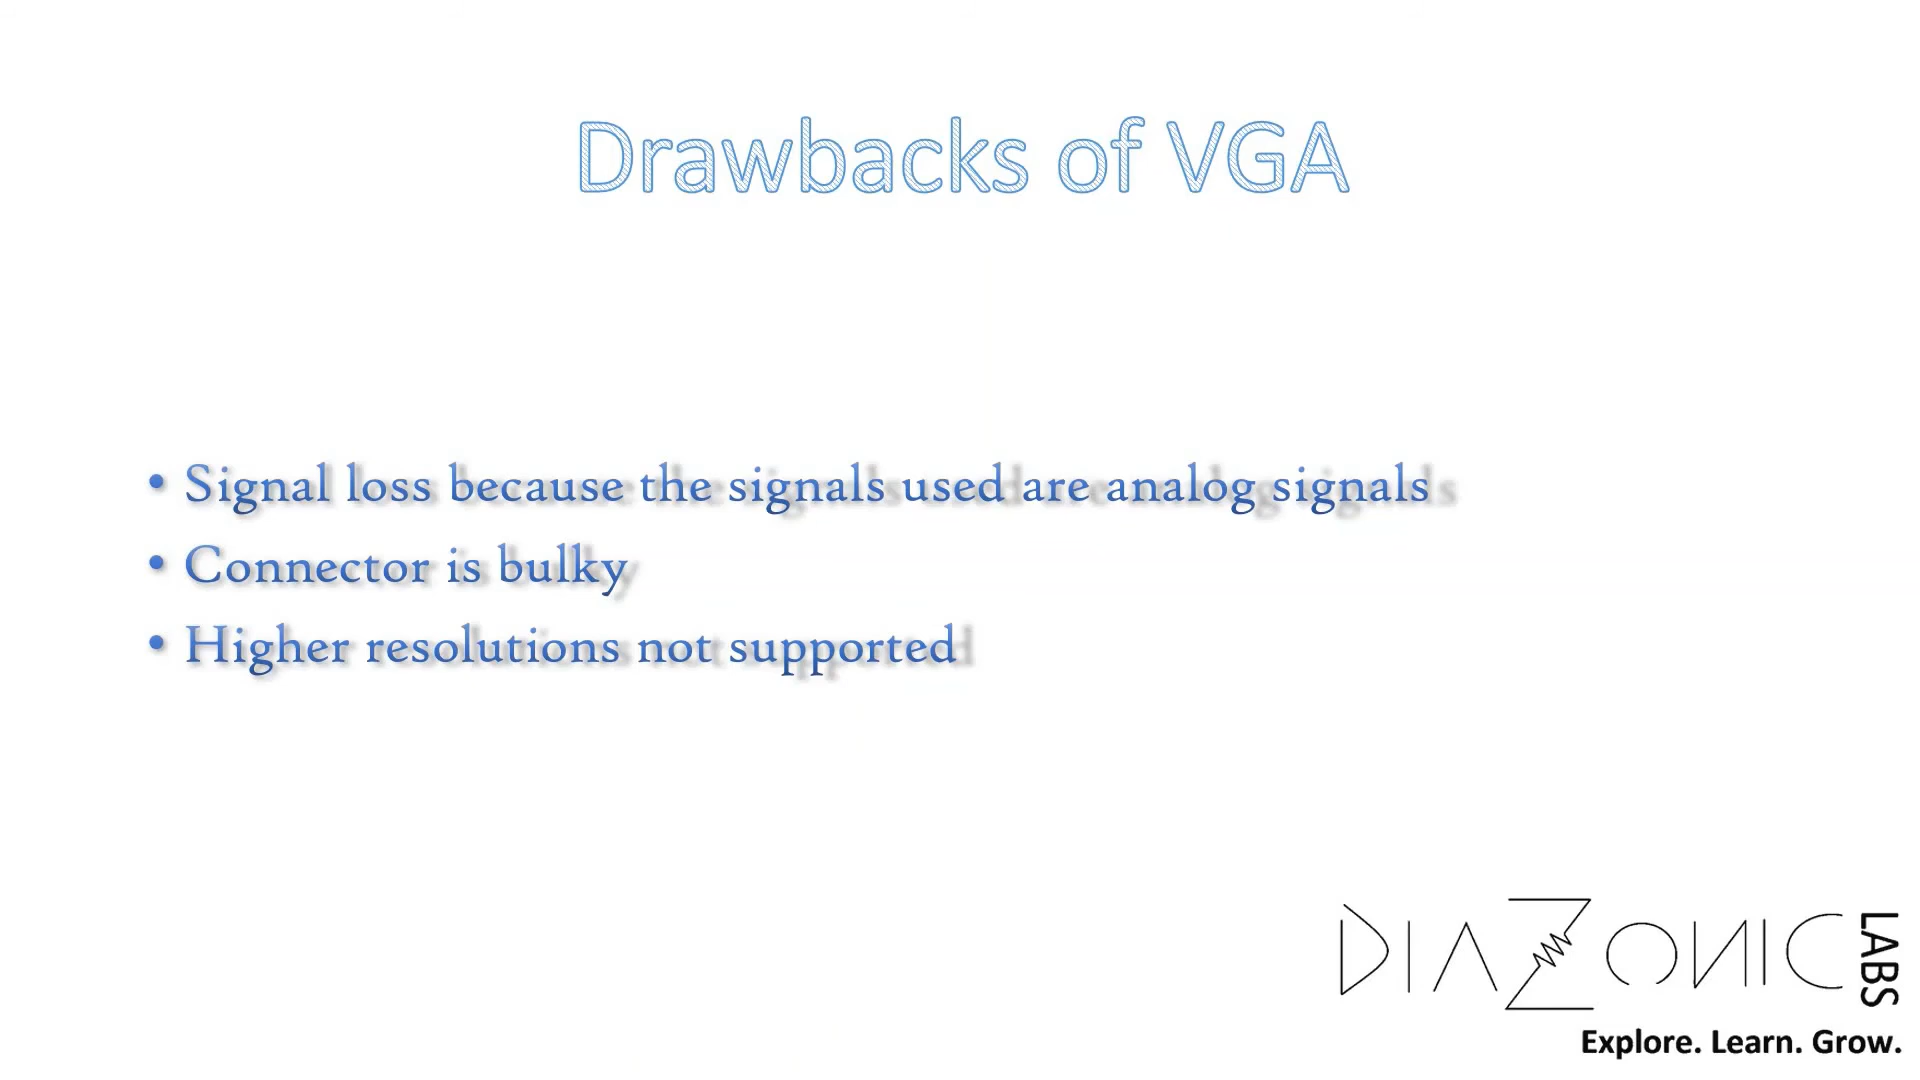 Drawbacks of VGA
• Signal loss because the signals used are analog signals
• Connector is bulky
• Higher resolutions not supported
DIAZONIC LABS
Explore. Learn. Grow.